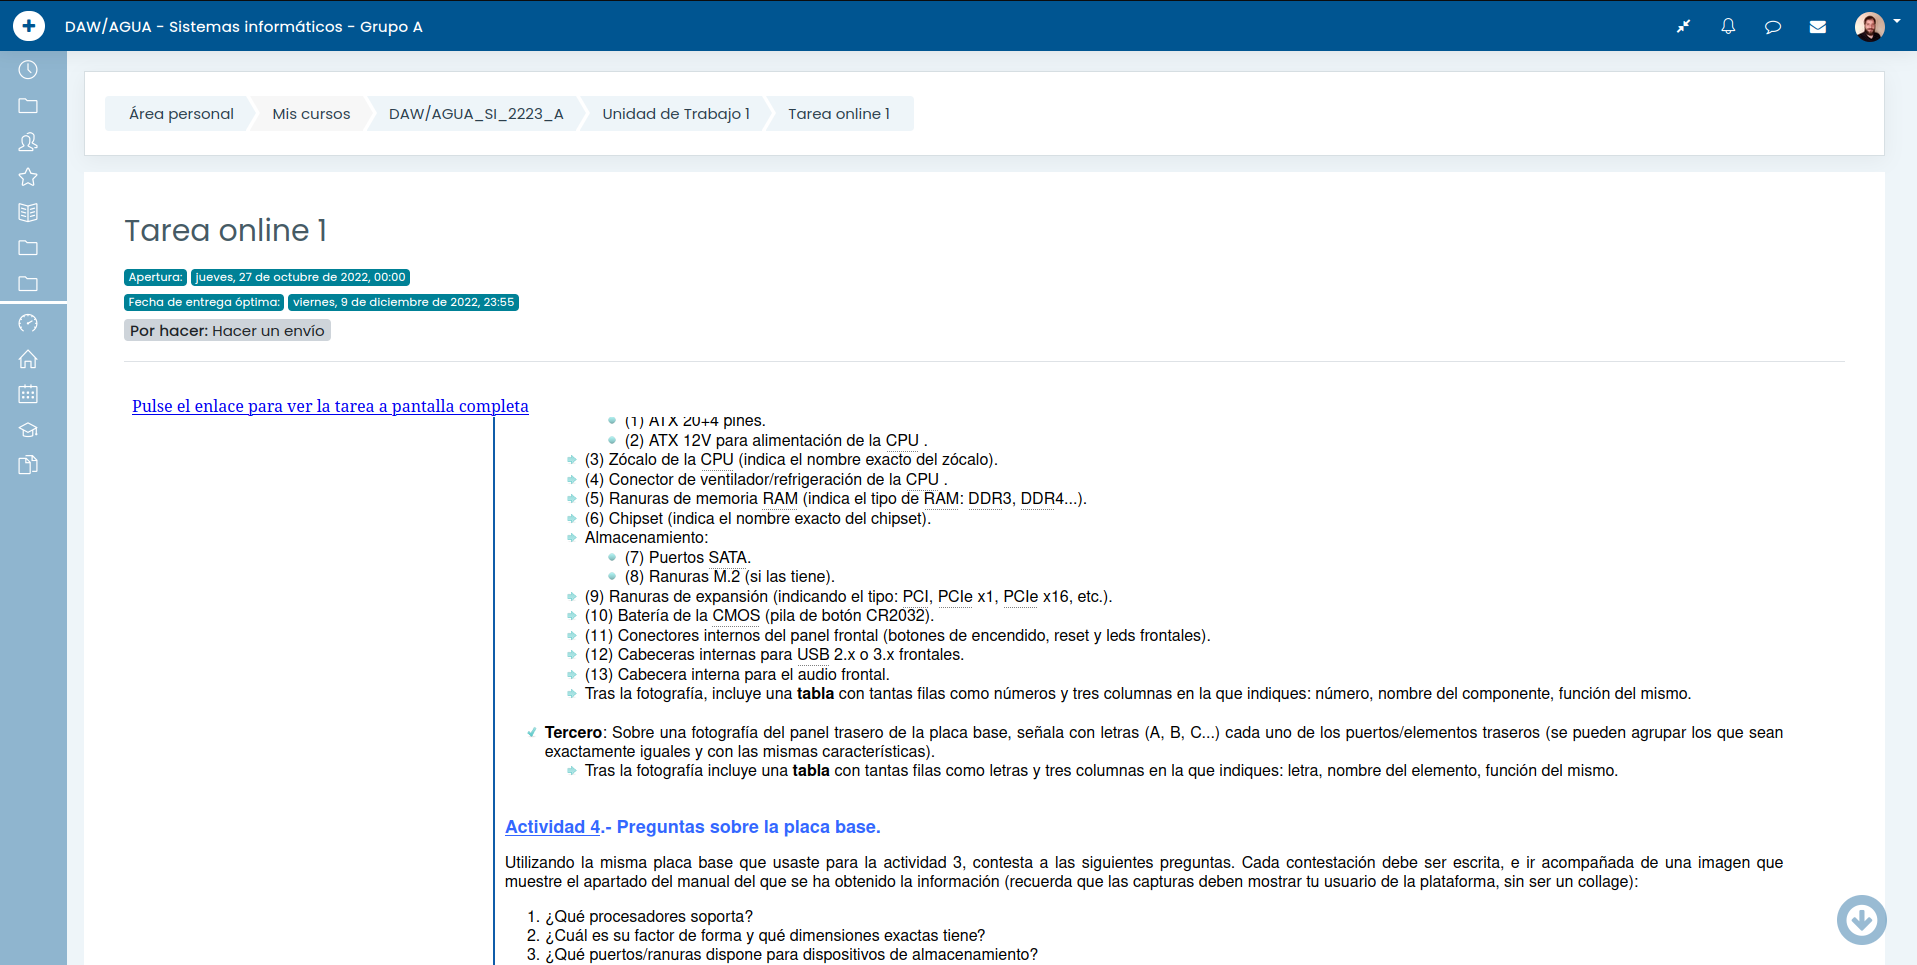 DAW/AGUA - Sistemas informáticos - Grupo A
Área personal
Mis cursos
DAW/AGUA_SI_2223_A
Unidad de Trabajo 1
Tarea online 1
Tarea online 1
Apertura: jueves, 27 de octubre de 2022, 00:00
Fecha de entrega óptima: viernes, 9 de diciembre de 2022, 23:55
Por hacer: Hacer un envío
Pulse el enlace para ver la tarea a pantalla completa
(1) ATX 20+4 pines.
(2) ATX 12V para alimentación de la CPU .
(3) Zócalo de la CPU (indica el nombre exacto del zócalo).
(4) Conector de ventilador/refrigeración de la CPU .
(5) Ranuras de memoria RAM (indica el tipo de RAM: DDR3, DDR4...).
(6) Chipset (indica el nombre exacto del chipset).
Almacenamiento:
(7) Puertos SATA.
(8) Ranuras M.2 (si las tiene).
(9) Ranuras de expansión (indicando el tipo: PCI, PCIe x1, PCIe x16, etc.).
(10) Batería de la CMOS (pila de botón CR2032).
(11) Conectores internos del panel frontal (botones de encendido, reset y leds frontales).
(12) Cabeceras internas para USB 2.x o 3.x frontales.
(13) Cabecera interna para el audio frontal.
Tras la fotografía, incluye una tabla con tantas filas como números y tres columnas en la que indiques: número, nombre del componente, función del mismo.
Tercero: Sobre una fotografía del panel trasero de la placa base, señala con letras (A, B, C...) cada uno de los puertos/elementos traseros (se pueden agrupar los que sean
exactamente iguales y con las mismas características).
Tras la fotografía incluye una tabla con tantas filas como letras y tres columnas en la que indiques: letra, nombre del elemento, función del mismo.
Actividad 4.- Preguntas sobre la placa base.
Utilizando la misma placa base que usaste para la actividad 3, contesta a las siguientes preguntas. Cada contestación debe ser escrita, e ir acompañada de una imagen que
muestre el apartado del manual del que se ha obtenido la información (recuerda que las capturas deben mostrar tu usuario de la plataforma, sin ser un collage):
1. ¿Qué procesadores soporta?
2. ¿Cuál es su factor de forma y qué dimensiones exactas tiene?
3. ¿Qué puertos/ranuras dispone para dispositivos de almacenamiento?